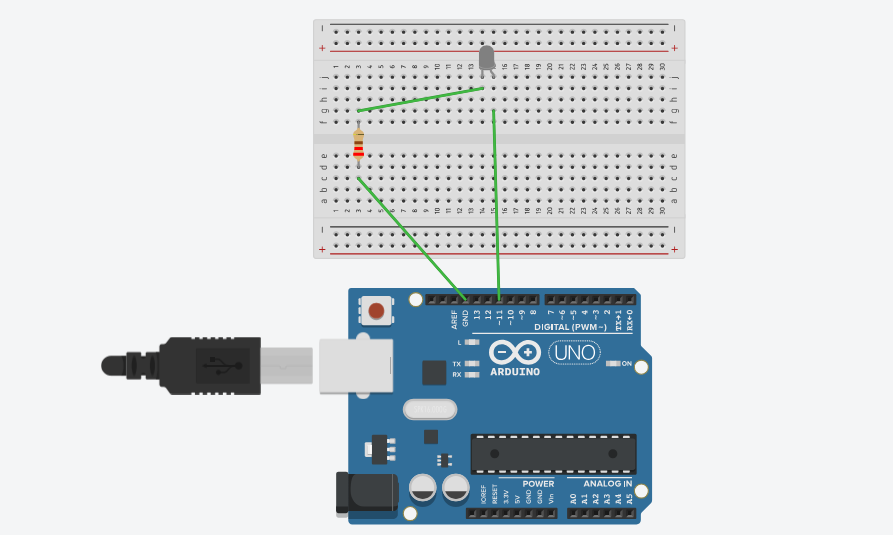 − −
+ +
1 2 3 4 5 6 7 8 9 10 11 12 13 14 15 16 17 18 19 20 21 22 23 24 25 26 27 28 29 30
j j
i i
h h
g g
f f
e e
d d
c c
b b
a a
1 2 3 4 5 6 7 8 9 10 11 12 13 14 15 16 17 18 19 20 21 22 23 24 25 26 27 28 29 30
− −
+ +
AREF GND 13 12 ~11 ~10 ~9 8 7 ~6 ~5 ~4 ~3 2 TX→1 RX←0
DIGITAL (PWM~)
L
TX
RX
ARDUINO
UNO
ON
POWER
ANALOG IN
IOREF RESET 3.3V 5V GND GND Vin A0 A1 A2 A3 A4 A5